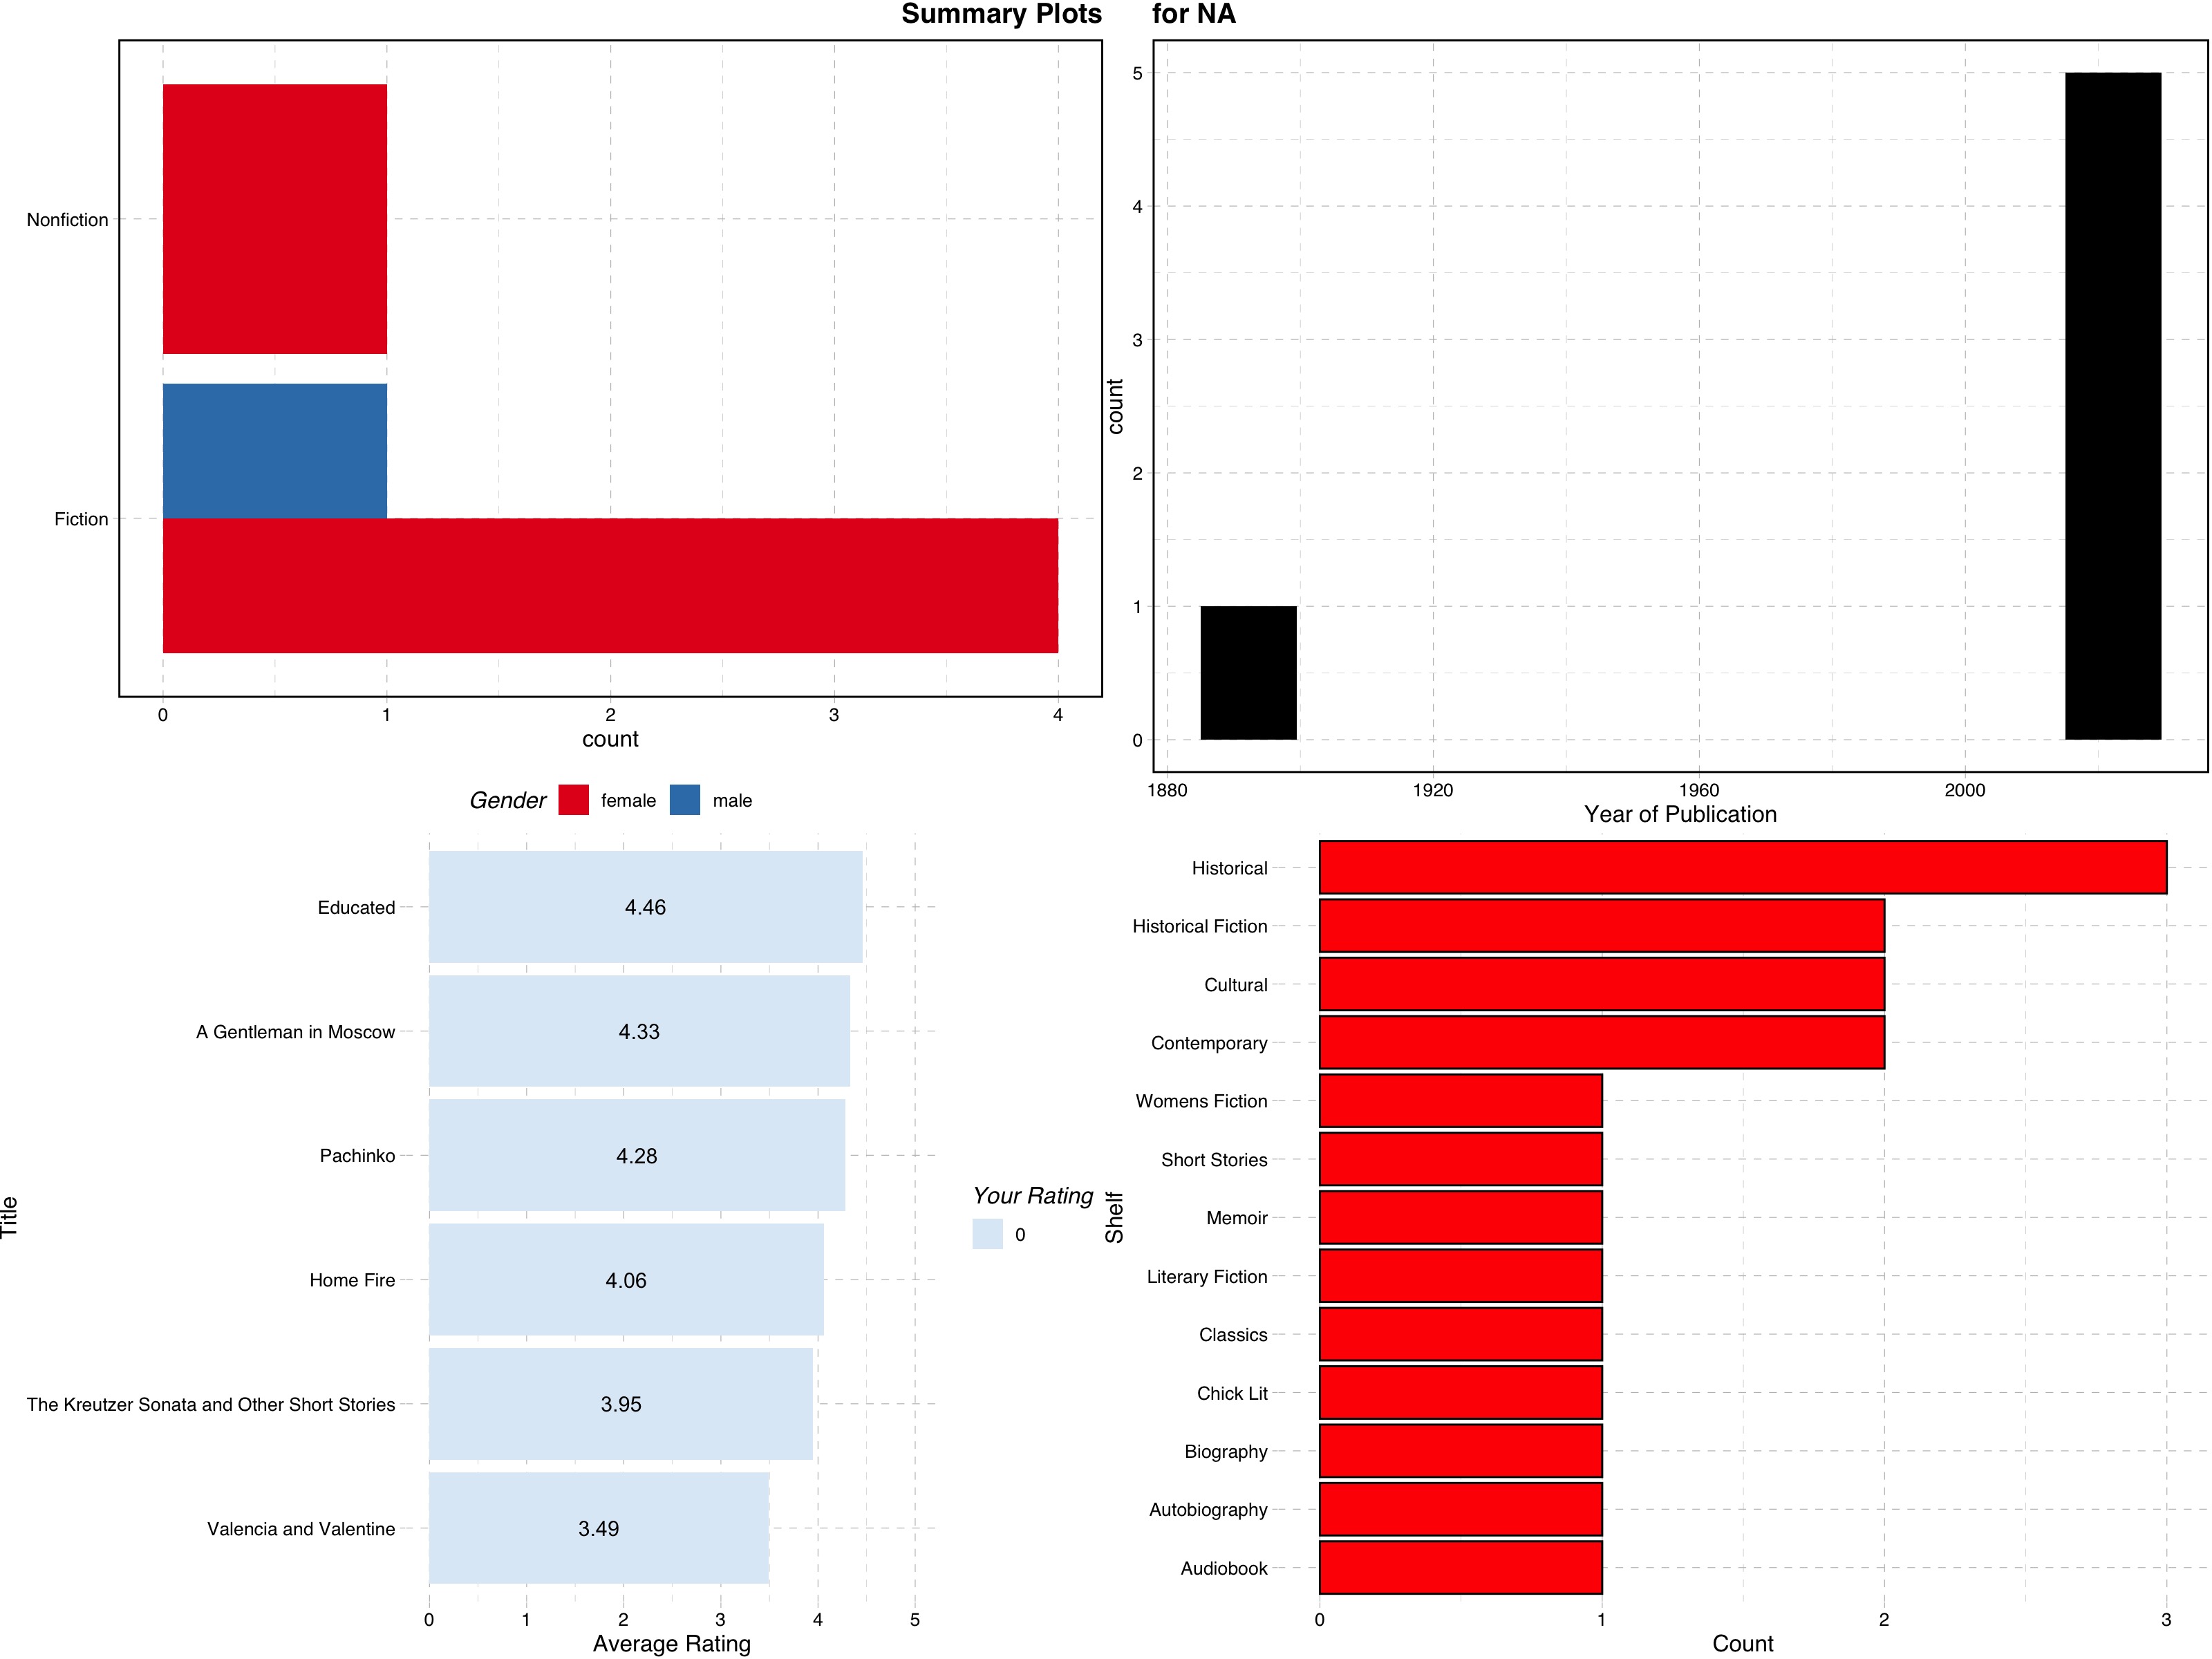 Summary Plots for NA
Nonfiction
Fiction
0 1 2 3 4
count
Gender female male
5
4
3
2
1
0
count
1880 1920 1960 2000
Year of Publication
Title
Educated 4.46
A Gentleman in Moscow 4.33
Pachinko 4.28
Home Fire 4.06
The Kreutzer Sonata and Other Short Stories 3.95
Valencia and Valentine 3.49
0 1 2 3 4 5
Average Rating
Your Rating
0
Shelf
Historical
Historical Fiction
Cultural
Contemporary
Womens Fiction
Short Stories
Memoir
Literary Fiction
Classics
Chick Lit
Biography
Autobiography
Audiobook
0 1 2 3
Count